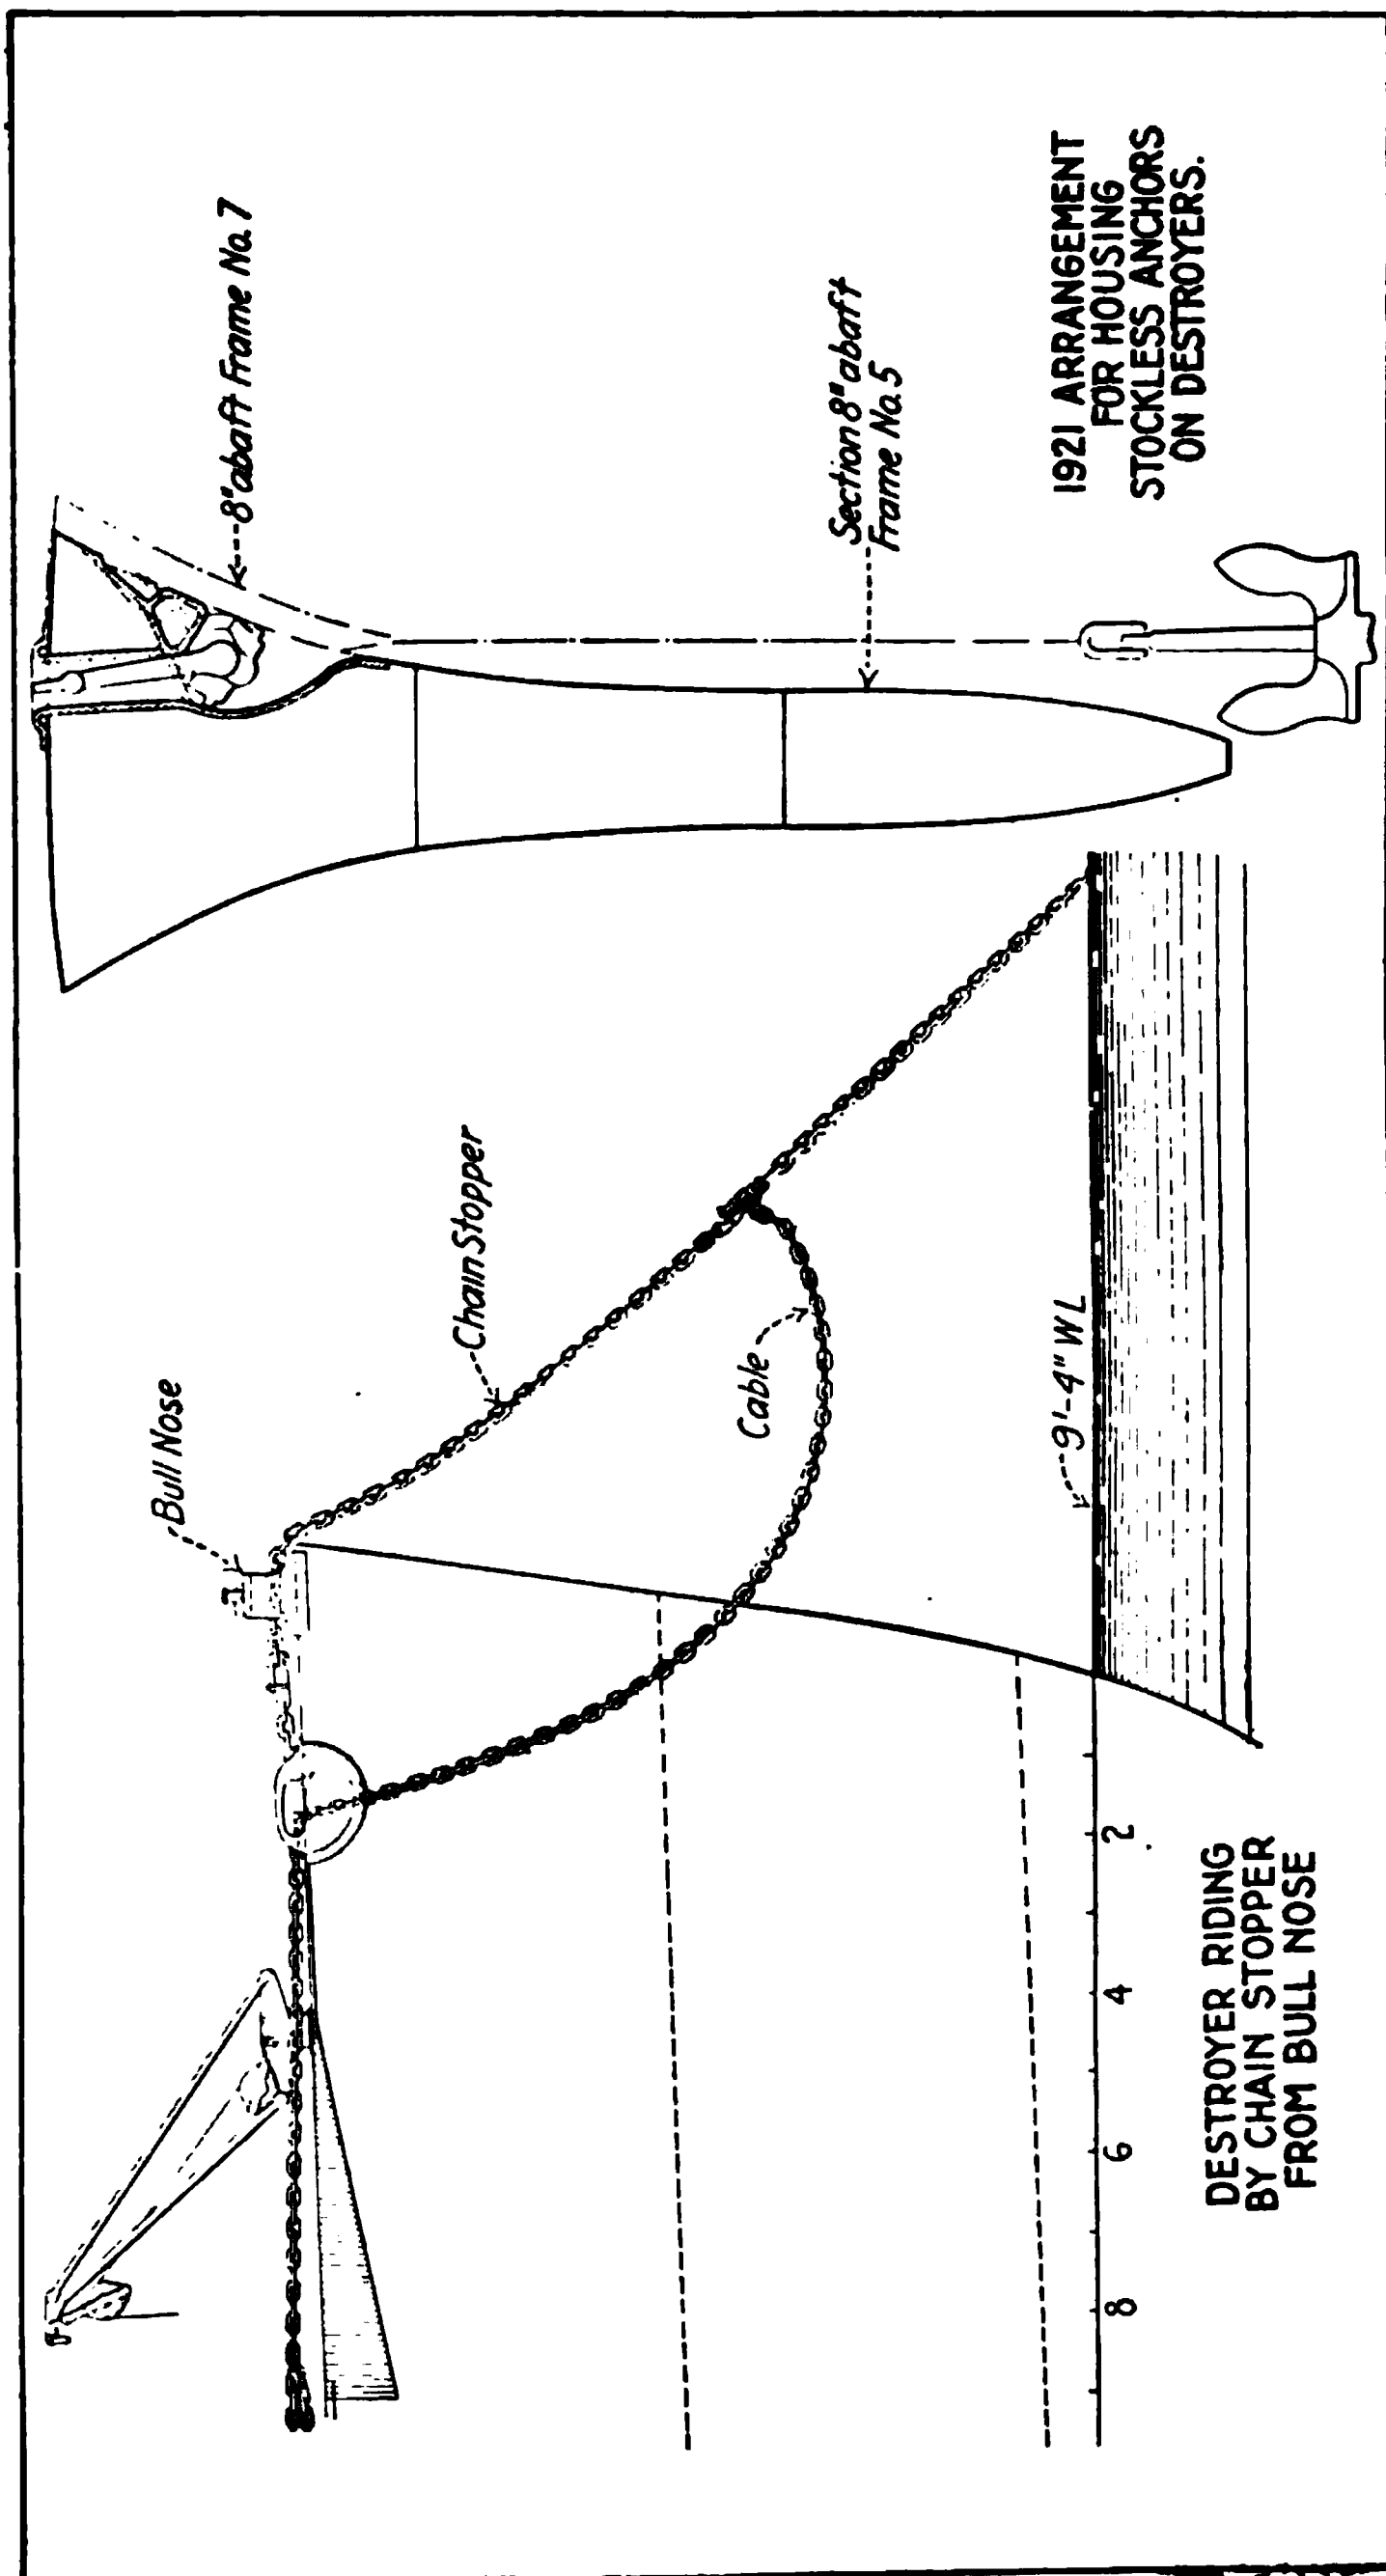 Bull Nose
Chain Stopper
Cable
9'-4" WL
2
4
6
8
DESTROYER RIDING
BY CHAIN STOPPER
FROM BULL NOSE
8" abaft Frame No. 7
Section 8" abaft
Frame No. 5
1921 ARRANGEMENT
FOR HOUSING
STOCKLESS ANCHORS
ON DESTROYERS.